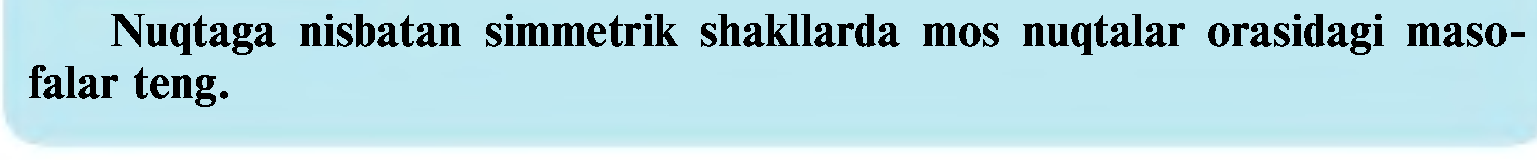 Nuqtaga nisbatan simmetrik shakllarda mos nuqtalar orasidagi maso-
falar teng.